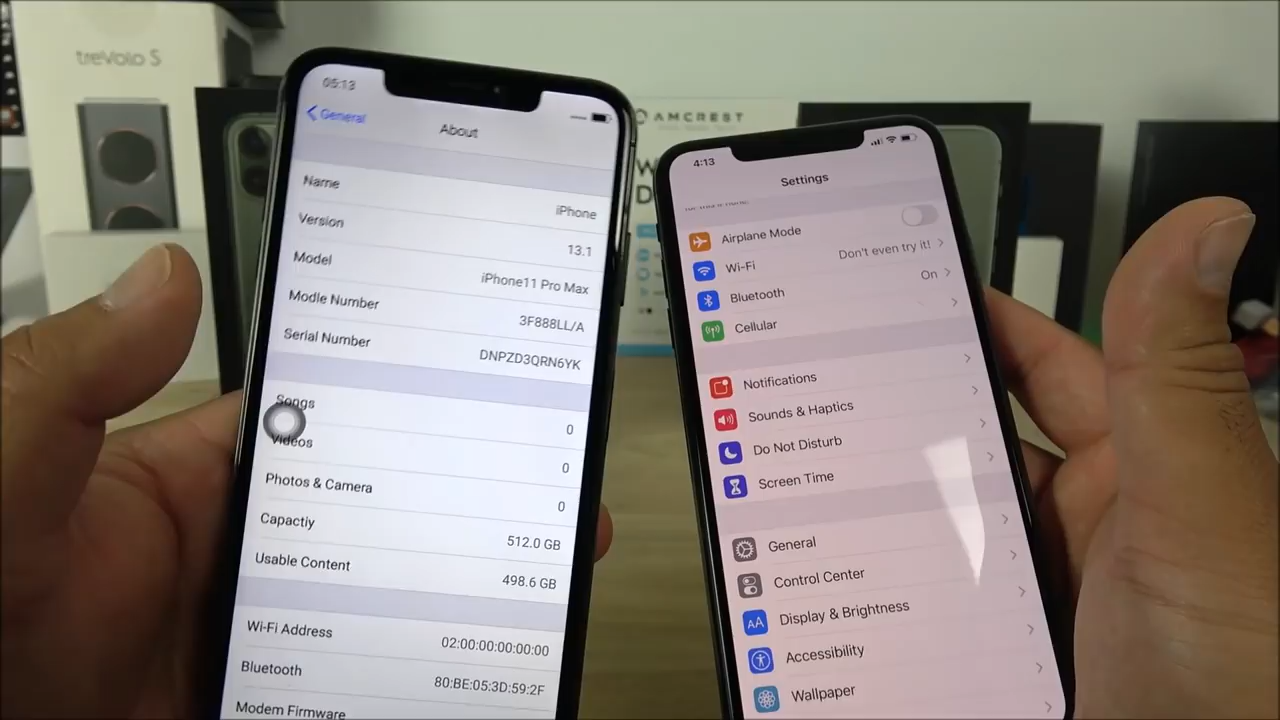 treVolo S
AMCREST
05:13
General
About
Name
iPhone
Version
13.1
Model
iPhone11 Pro Max
Modle Number
3F888LL/A
Serial Number
DNPZD3QRN6YK
Songs
0
Videos
0
Photos & Camera
0
Capactiy
512.0 GB
Usable Content
498.6 GB
Wi-Fi Address
02:00:00:00:00:00
Bluetooth
80:BE:05:3D:59:2F
Modem Firmware
4:13
Settings
Airplane Mode
Wi-Fi
Don't even try it!
Bluetooth
On
Cellular
Notifications
Sounds & Haptics
Do Not Disturb
Screen Time
General
Control Center
AA
Display & Brightness
Accessibility
Wallpaper